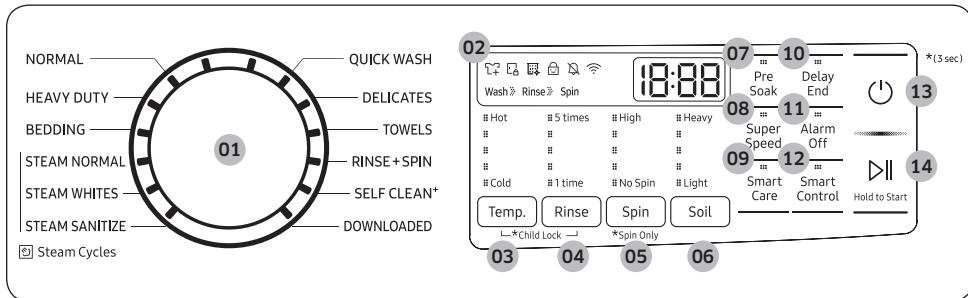 NORMAL
HEAVY DUTY
BEDDING
STEAM NORMAL
STEAM WHITES
STEAM SANITIZE
Steam Cycles
01
QUICK WASH
DELICATES
TOWELS
RINSE+SPIN
SELF CLEAN+
DOWNLOADED
02
Wash» Rinse» Spin
18:88
Hot 5 times High Heavy
Cold 1 time No Spin Light
Temp. Rinse Spin Soil
*Child Lock *Spin Only
03 04 05 06
07 10
Pre Soak
Delay End
08 11
Super Speed
Alarm Off
09 12
Smart Care
Smart Control
*(3 sec)
13
14
Hold to Start